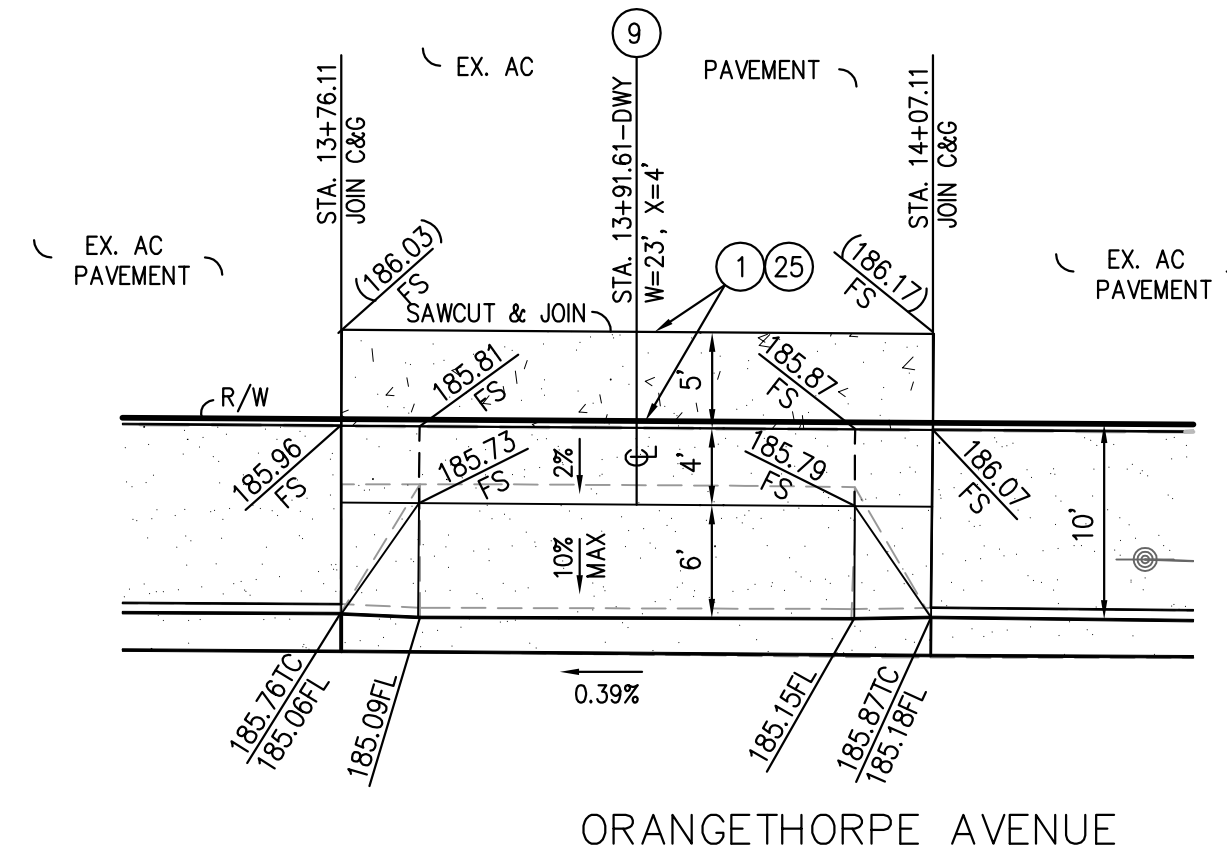 9
EX. AC
PAVEMENT
STA. 13+76.11
JOIN C&G
STA. 13+91.61-DWY
W=23', X=4'
STA. 14+07.11
JOIN C&G
EX. AC
PAVEMENT
(186.03)
FS
1
25
(186.17)
FS
EX. AC
PAVEMENT
SAWCUT & JOIN
185.81
FS
185.87
FS
5'
R/W
185.96
FS
185.73
FS
2%
℄
4'
185.79
FS
186.07
FS
10'
10%
MAX
6'
0.39%
185.76TC
185.06FL
185.09FL
185.15FL
185.87TC
185.18FL
ORANGETHORPE AVENUE